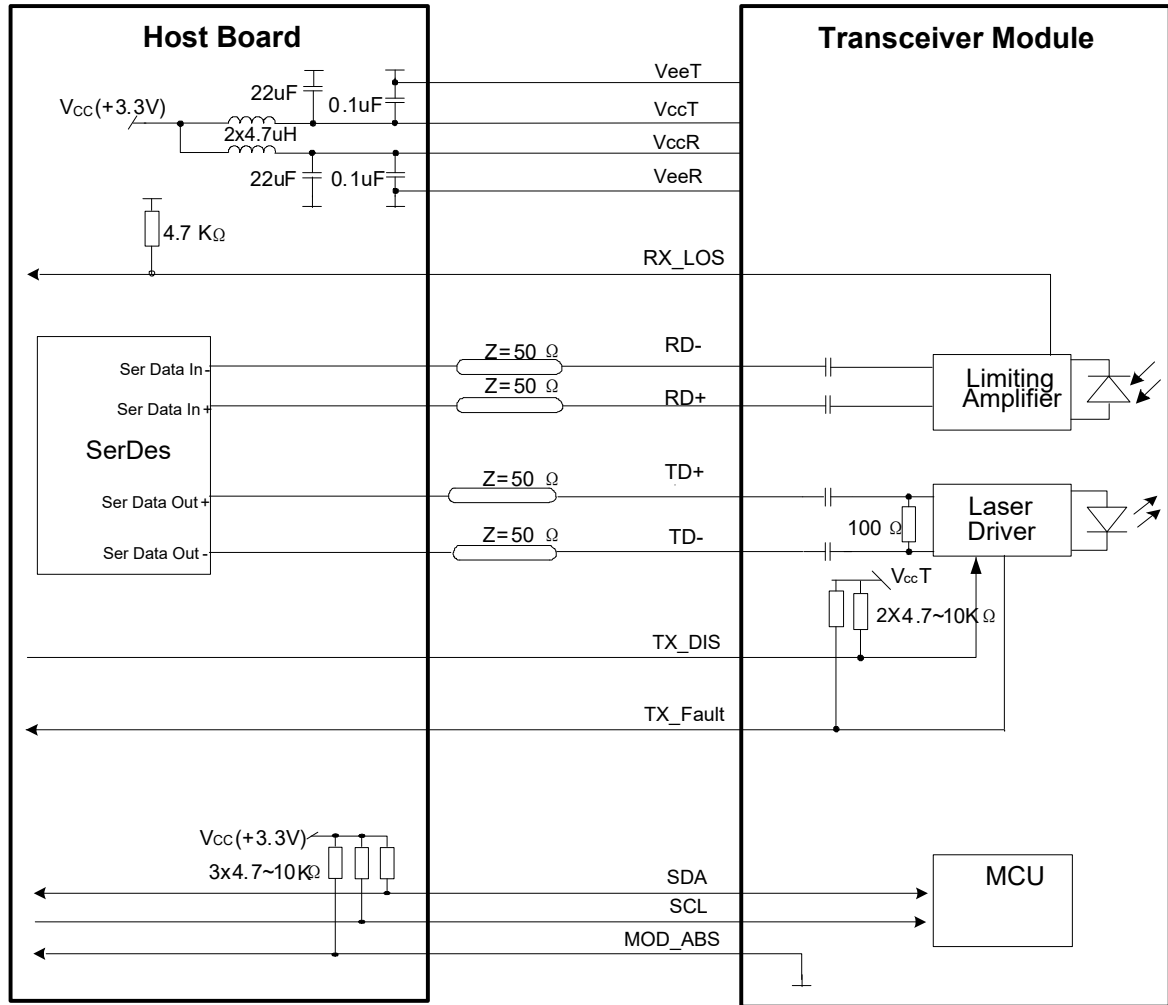 Host Board
Transceiver Module
VeeT
22uF
0.1uF
VCC(+3.3V)
VccT
2x4.7uH
VccR
22uF
0.1uF
VeeR
4.7 KΩ
RX_LOS
Z=50 Ω
RD-
Ser Data In-
Limiting
Amplifier
Z=50 Ω
RD+
Ser Data In+
SerDes
TD+
Z=50 Ω
Ser Data Out+
Laser
Driver
100 Ω
Z=50 Ω
TD-
Ser Data Out-
VccT
2X4.7~10KΩ
TX_DIS
TX_Fault
VCC(+3.3V)
3x4.7~10KΩ
SDA
MCU
SCL
MOD_ABS